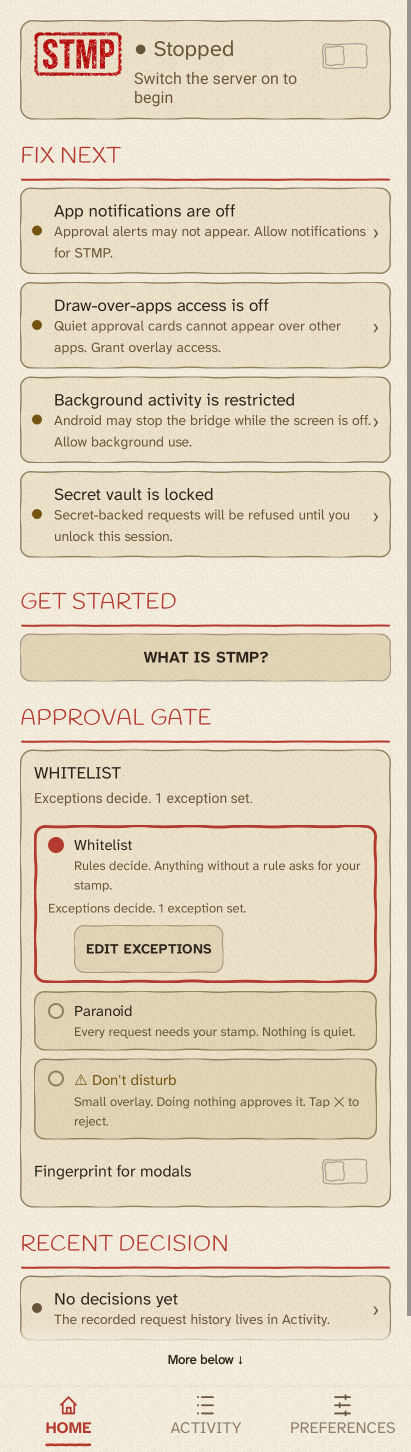 STMP
● Stopped
Switch the server on to
begin
FIX NEXT
App notifications are off
Approval alerts may not appear. Allow notifications
for STMP.
›
Draw-over-apps access is off
Quiet approval cards cannot appear over other
apps. Grant overlay access.
›
Background activity is restricted
Android may stop the bridge while the screen is off.
Allow background use.
›
Secret vault is locked
Secret-backed requests will be refused until you
unlock this session.
›
GET STARTED
WHAT IS STMP?
APPROVAL GATE
WHITELIST
Exceptions decide. 1 exception set.
Whitelist
Rules decide. Anything without a rule asks for your
stamp.
Exceptions decide. 1 exception set.
EDIT EXCEPTIONS
Paranoid
Every request needs your stamp. Nothing is quiet.
⚠ Don't disturb
Small overlay. Doing nothing approves it. Tap ✕ to
reject.
Fingerprint for modals
RECENT DECISION
No decisions yet
The recorded request history lives in Activity.
›
More below ↓
HOME
ACTIVITY
PREFERENCES